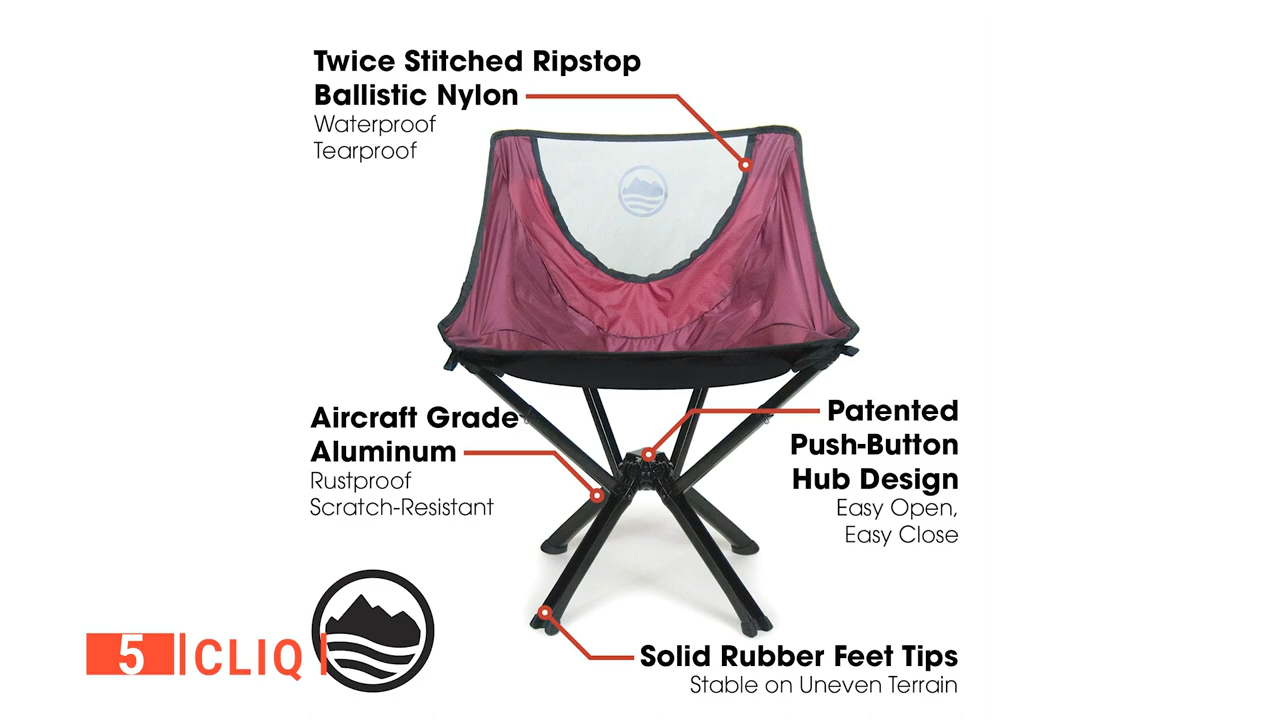 Twice Stitched Ripstop
Ballistic Nylon
Waterproof
Tearproof
Aircraft Grade
Aluminum
Rustproof
Scratch-Resistant
Patented
Push-Button
Hub Design
Easy Open,
Easy Close
Solid Rubber Feet Tips
Stable on Uneven Terrain
5 CLIQ